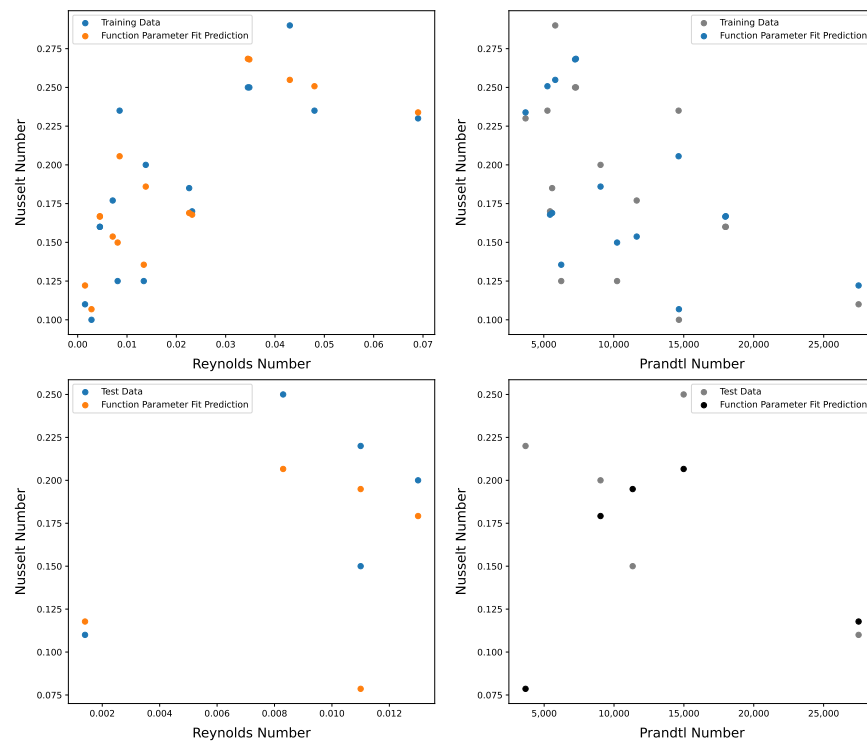 Training Data
Function Parameter Fit Prediction
0.275
0.250
0.225
0.200
0.175
0.150
0.125
0.100
Nusselt Number
0.00 0.01 0.02 0.03 0.04 0.05 0.06 0.07
Reynolds Number
Training Data
Function Parameter Fit Prediction
0.275
0.250
0.225
0.200
0.175
0.150
0.125
0.100
Nusselt Number
5,000 10,000 15,000 20,000 25,000
Prandtl Number
Test Data
Function Parameter Fit Prediction
0.250
0.225
0.200
0.175
0.150
0.125
0.100
0.075
Nusselt Number
0.002 0.004 0.006 0.008 0.010 0.012
Reynolds Number
Test Data
Function Parameter Fit Prediction
0.250
0.225
0.200
0.175
0.150
0.125
0.100
0.075
Nusselt Number
5,000 10,000 15,000 20,000 25,000
Prandtl Number